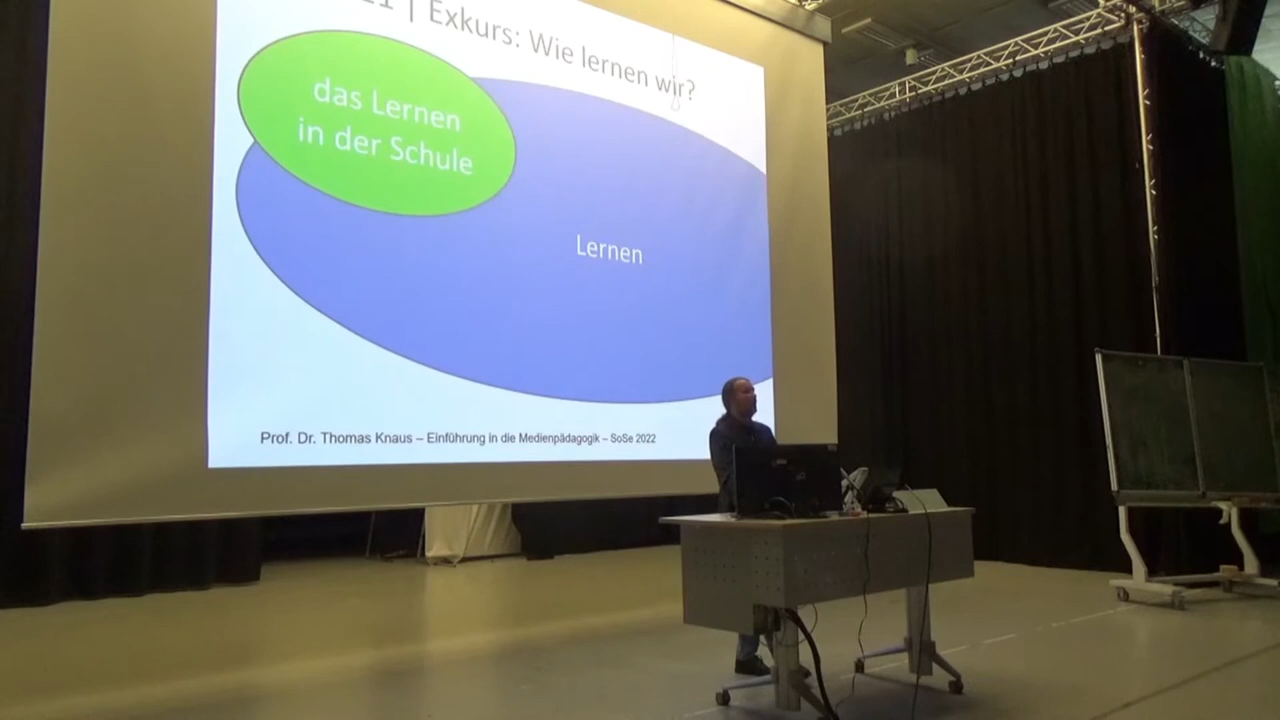 | Exkurs: Wie lernen wir?
das Lernen
in der Schule
Lernen
Prof. Dr. Thomas Knaus – Einführung in die Medienpädagogik – SoSe 2022